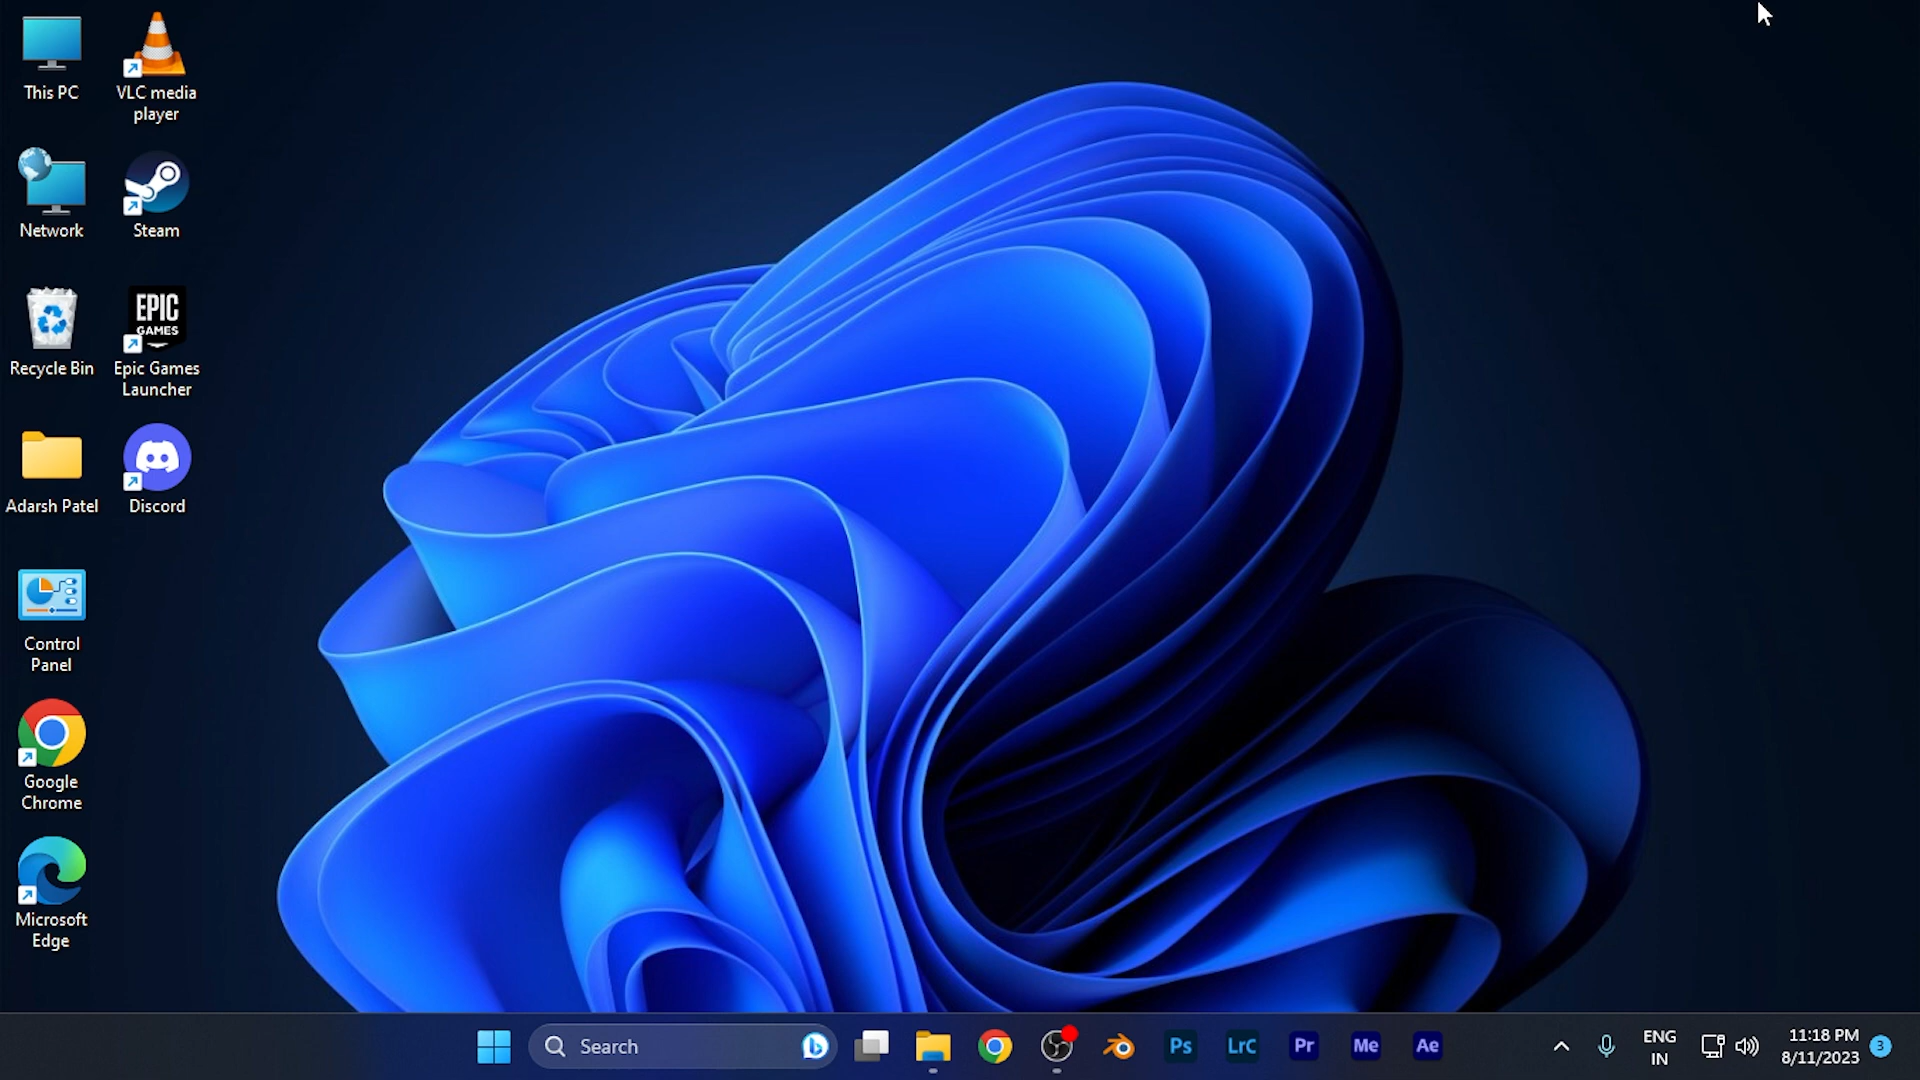 This PC
VLC media
player
Network
Steam
Recycle Bin
EPIC
GAMES
Epic Games
Launcher
Adarsh Patel
Discord
Control
Panel
Google
Chrome
Microsoft
Edge
Search
Ps
LrC
Pr
Me
Ae
ENG
IN
11:18 PM
8/11/2023
3